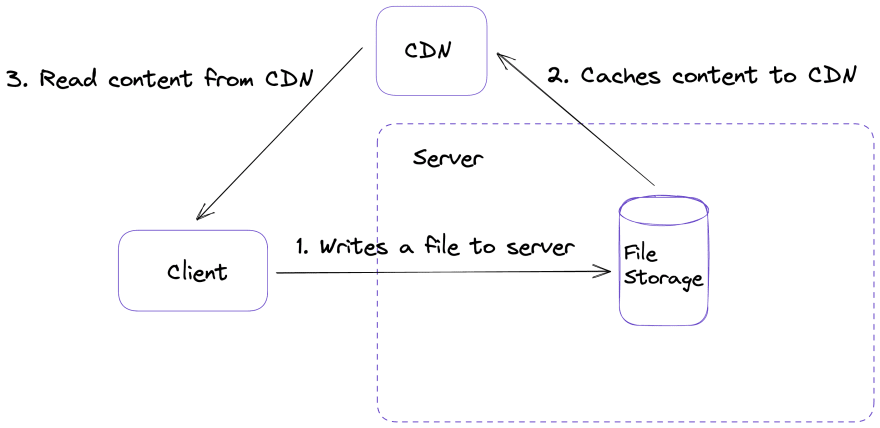 CDN
3. Read content from CDN
2. Caches content to CDN
Server
1. Writes a file to server
File
Storage
Client